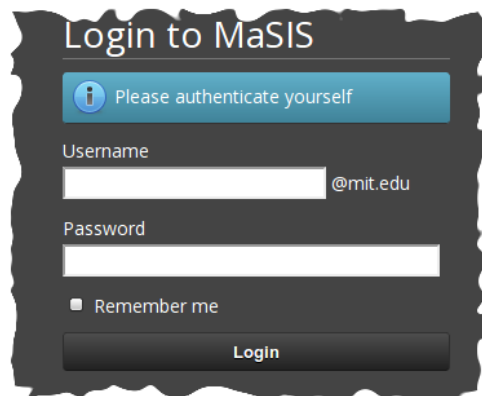 Login to MaSIS
Please authenticate yourself
Username
@mit.edu
Password
Remember me
Login